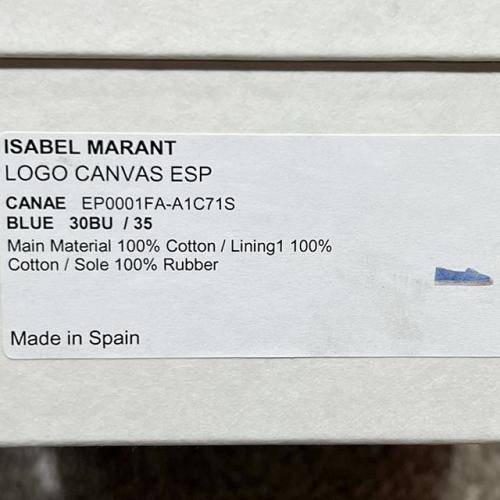 ISABEL MARANT
LOGO CANVAS ESP
CANAE EP0001FA-A1C71S
BLUE 30BU / 35
Main Material 100% Cotton / Lining1 100%
Cotton / Sole 100% Rubber
Made in Spain